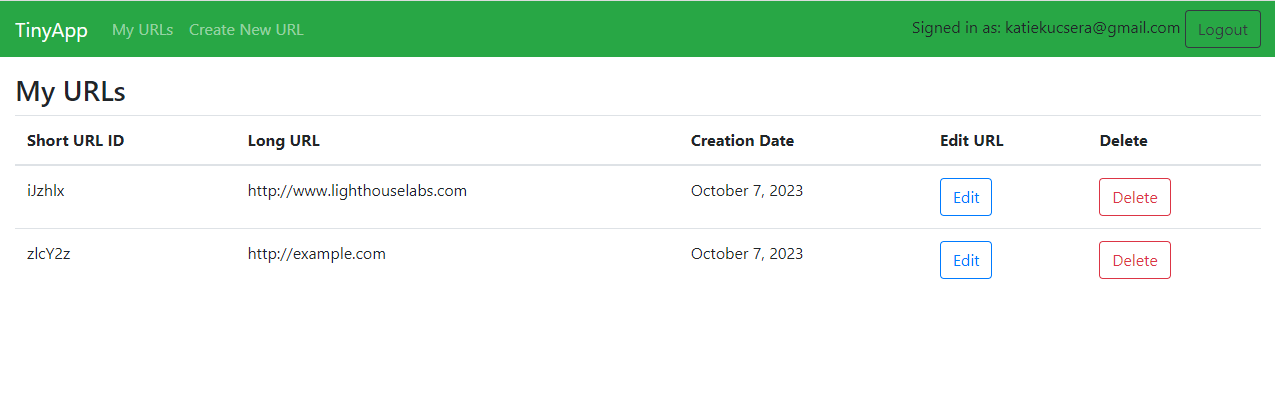 TinyApp My URLs Create New URL Signed in as: katiekucsera@gmail.com Logout
My URLs
Short URL ID Long URL Creation Date Edit URL Delete
iJzhlx http://www.lighthouselabs.com October 7, 2023 Edit Delete
zlcY2z http://example.com October 7, 2023 Edit Delete